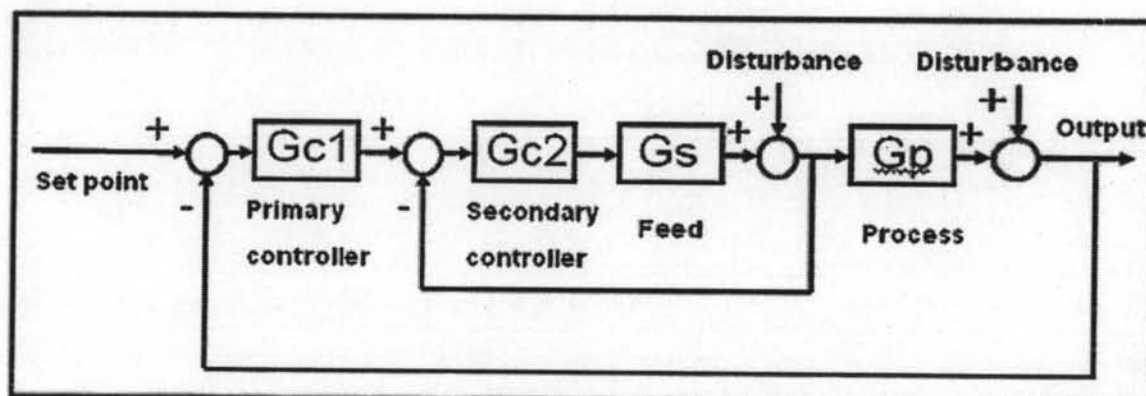 Disturbance Disturbance
+ +
+ Gc1 + Gc2 Gs + Gp + Output
Set point
- Primary - Secondary Feed Process
controller controller